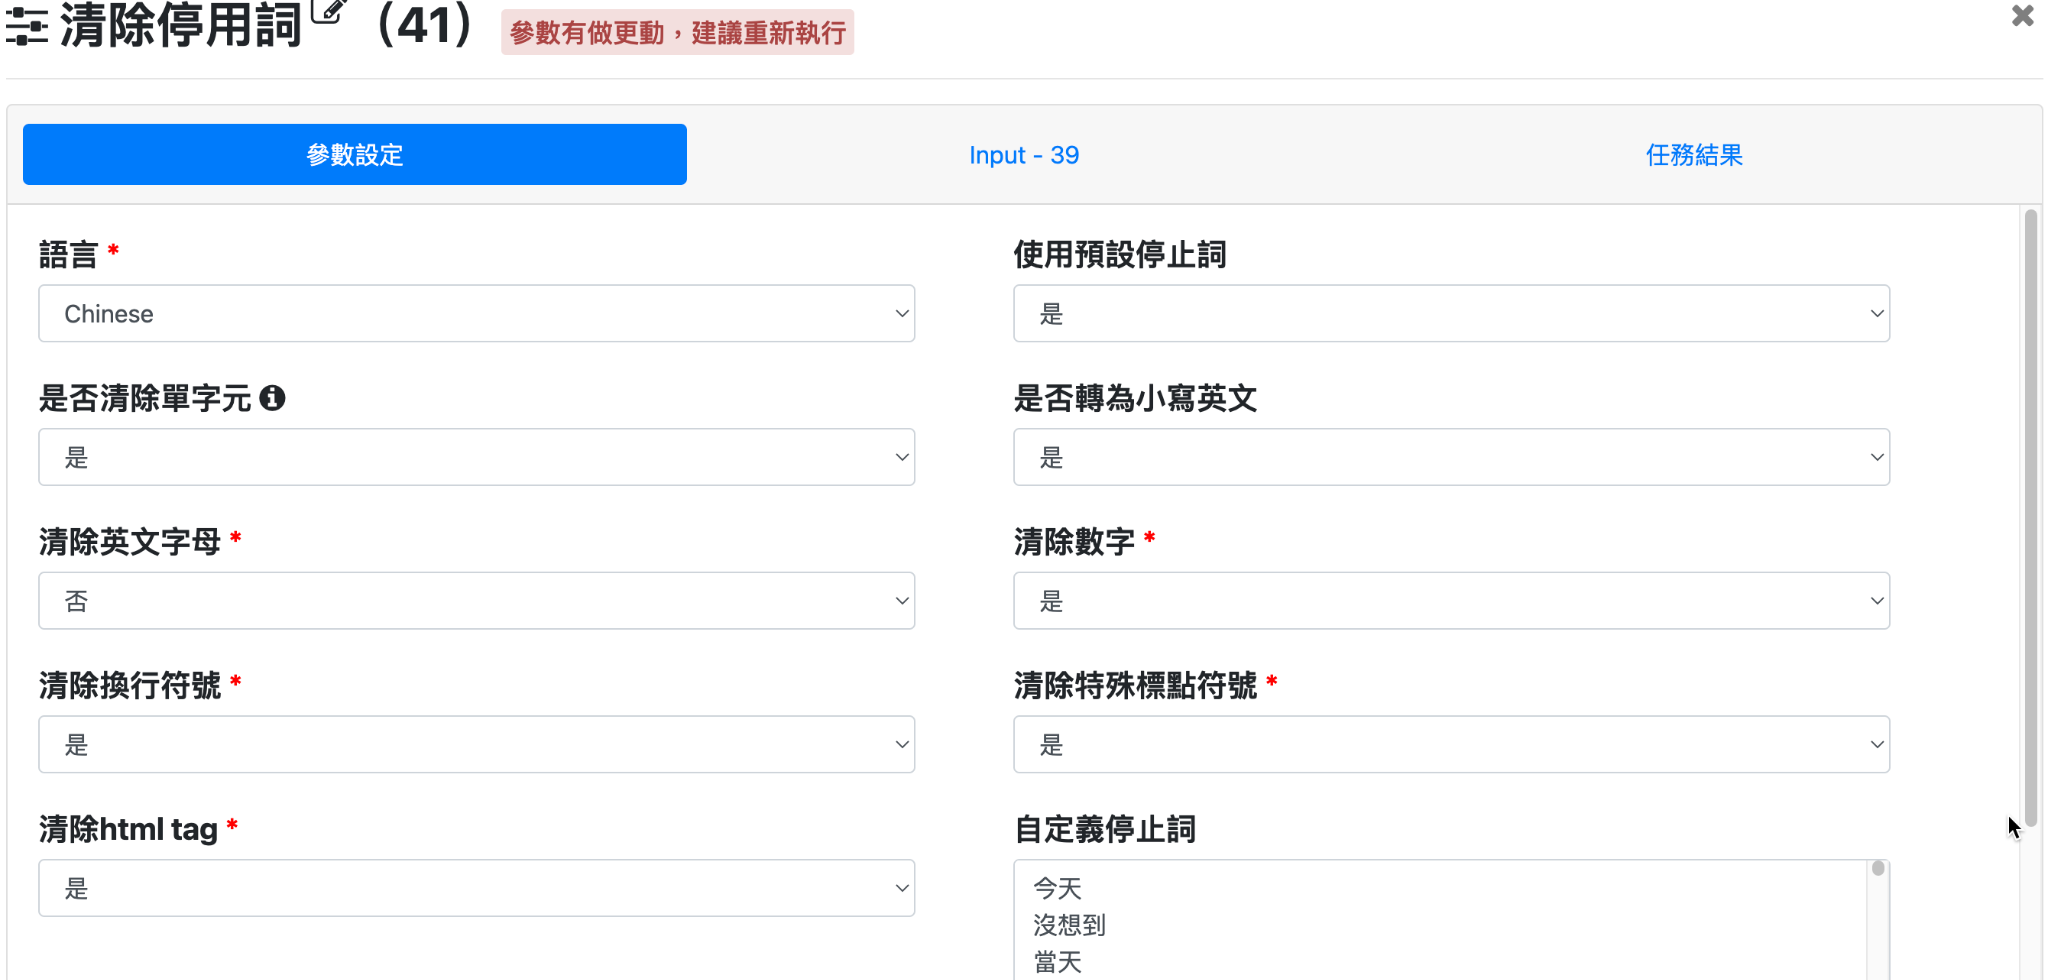 清除停用詞 (41) 參數有做更動，建議重新執行
參數設定 Input - 39 任務結果
語言 * 使用預設停止詞
Chinese 是
是否清除單字元 是否轉為小寫英文
是 是
清除英文字母 * 清除數字 *
否 是
清除換行符號 * 清除特殊標點符號 *
是 是
清除html tag * 自定義停止詞
是 今天
沒想到
當天